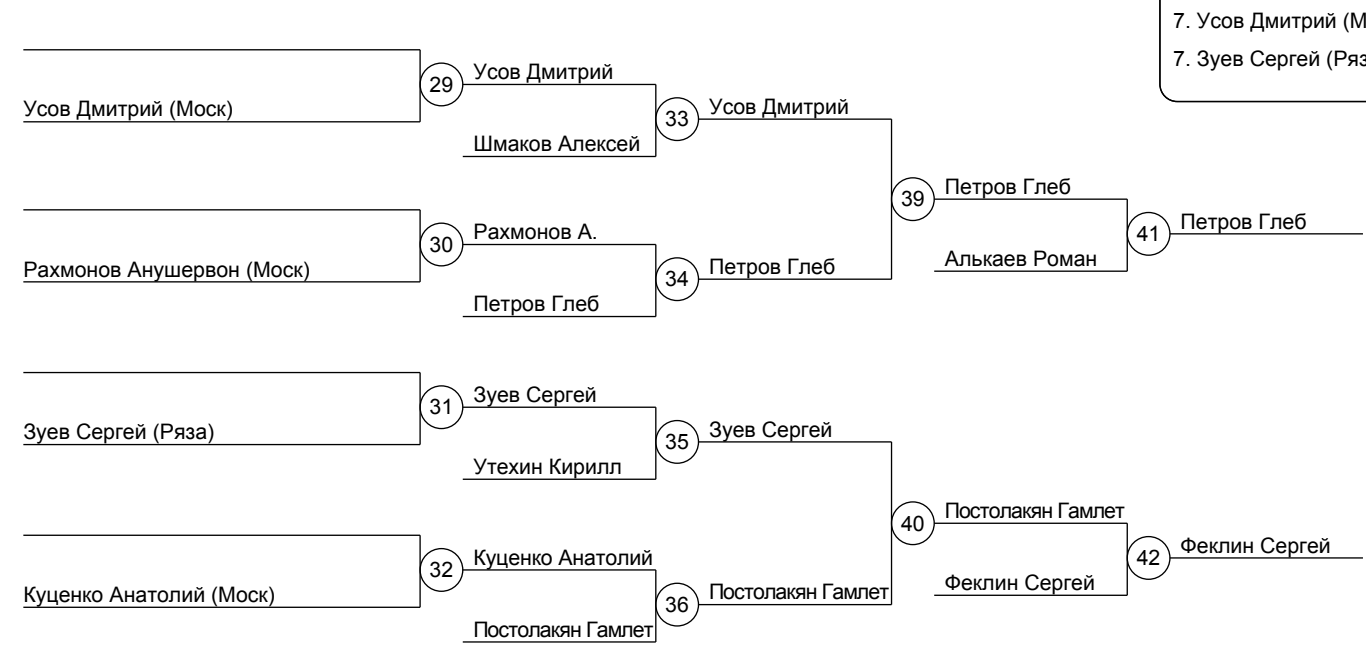 7. Усов Дмитрий (М
7. Зуев Сергей (Ряз
29 Усов Дмитрий
Усов Дмитрий (Моск)
33 Усов Дмитрий
Шмаков Алексей
39 Петров Глеб
Рахмонов А.
30
41 Петров Глеб
Рахмонов Анушервон (Моск)
34 Петров Глеб
Алькаев Роман
Петров Глеб
31 Зуев Сергей
Зуев Сергей (Ряза)
35 Зуев Сергей
Утехин Кирилл
40 Постолакян Гамлет
32 Куценко Анатолий
42 Феклин Сергей
Куценко Анатолий (Моск)
36 Постолакян Гамлет
Феклин Сергей
Постолакян Гамлет